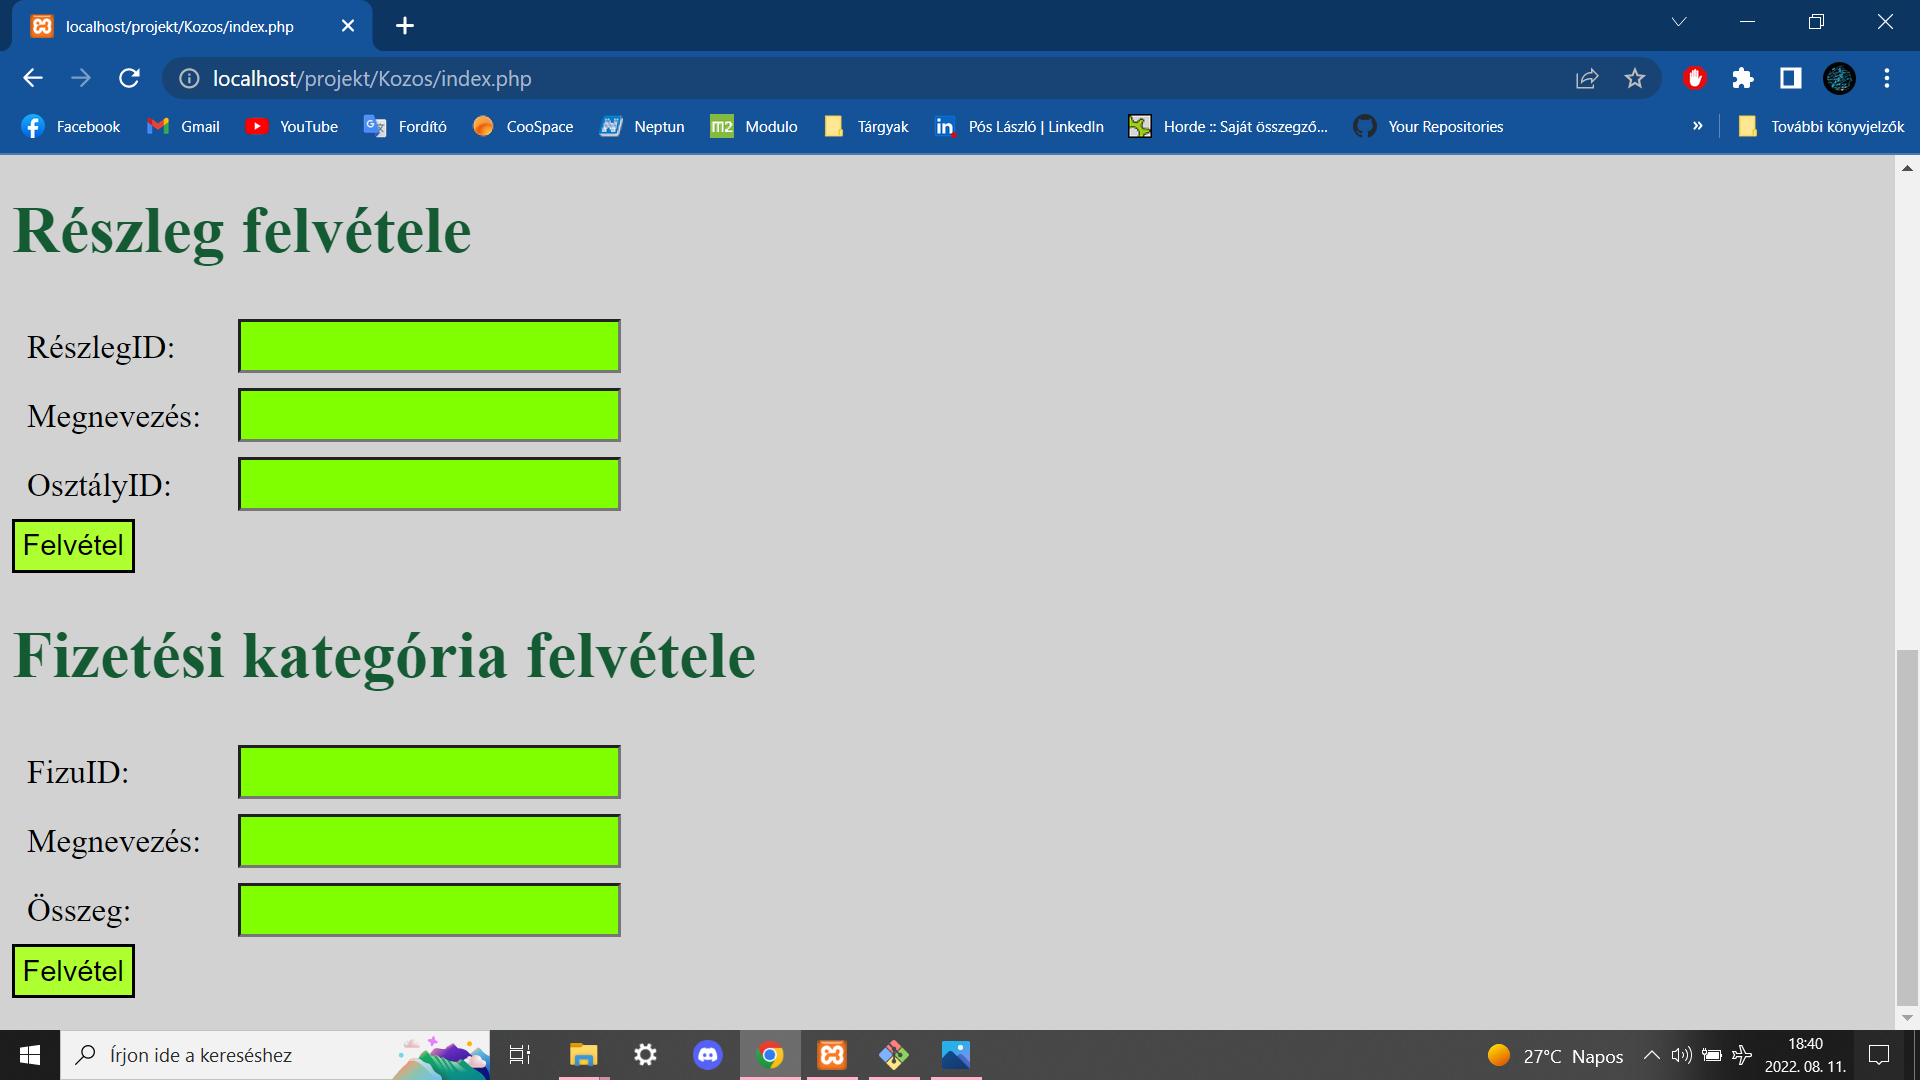 localhost/projekt/Kozos/index.php
localhost/projekt/Kozos/index.php
Facebook Gmail YouTube Fordító CooSpace Neptun m2 Modulo Tárgyak in Pós László | LinkedIn Horde :: Saját összegző... Your Repositories » További könyvjelzők
Részleg felvétele
RészlegID:
Megnevezés:
OsztályID:
Felvétel
Fizetési kategória felvétele
FizuID:
Megnevezés:
Összeg:
Felvétel
Írjon ide a kereséshez
27°C Napos
18:40
2022. 08. 11.